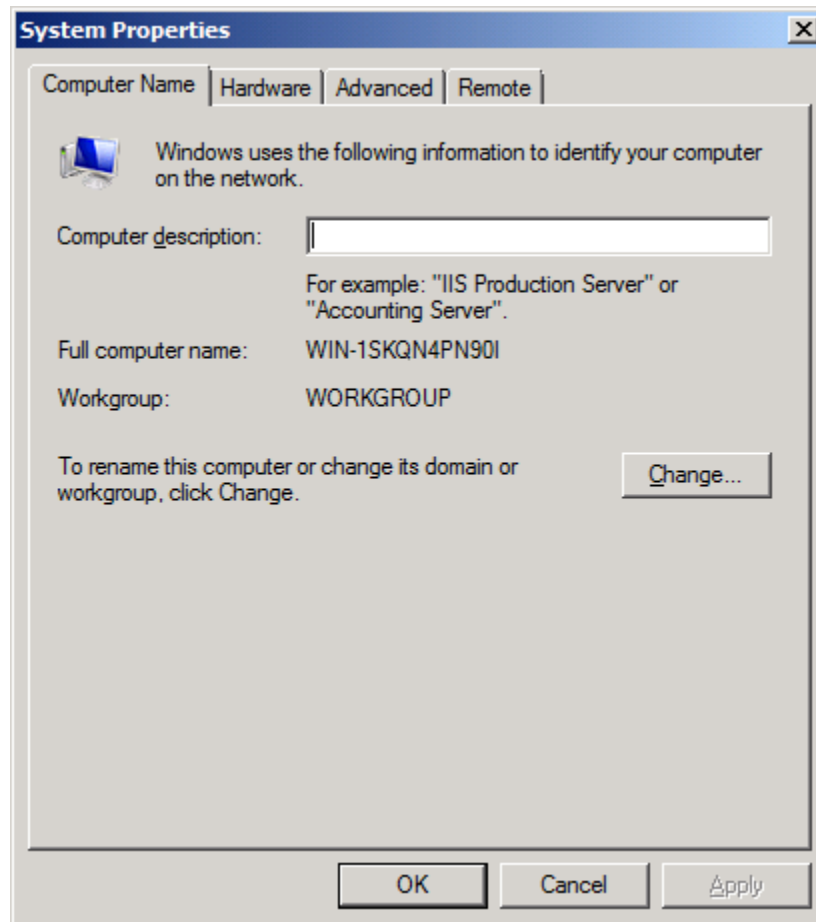 System Properties
Computer Name
Hardware
Advanced
Remote
Windows uses the following information to identify your computer
on the network.
Computer description:
For example: "IIS Production Server" or
"Accounting Server".
Full computer name:
WIN-1SKQN4PN90I
Workgroup:
WORKGROUP
To rename this computer or change its domain or
workgroup, click Change.
Change...
OK
Cancel
Apply